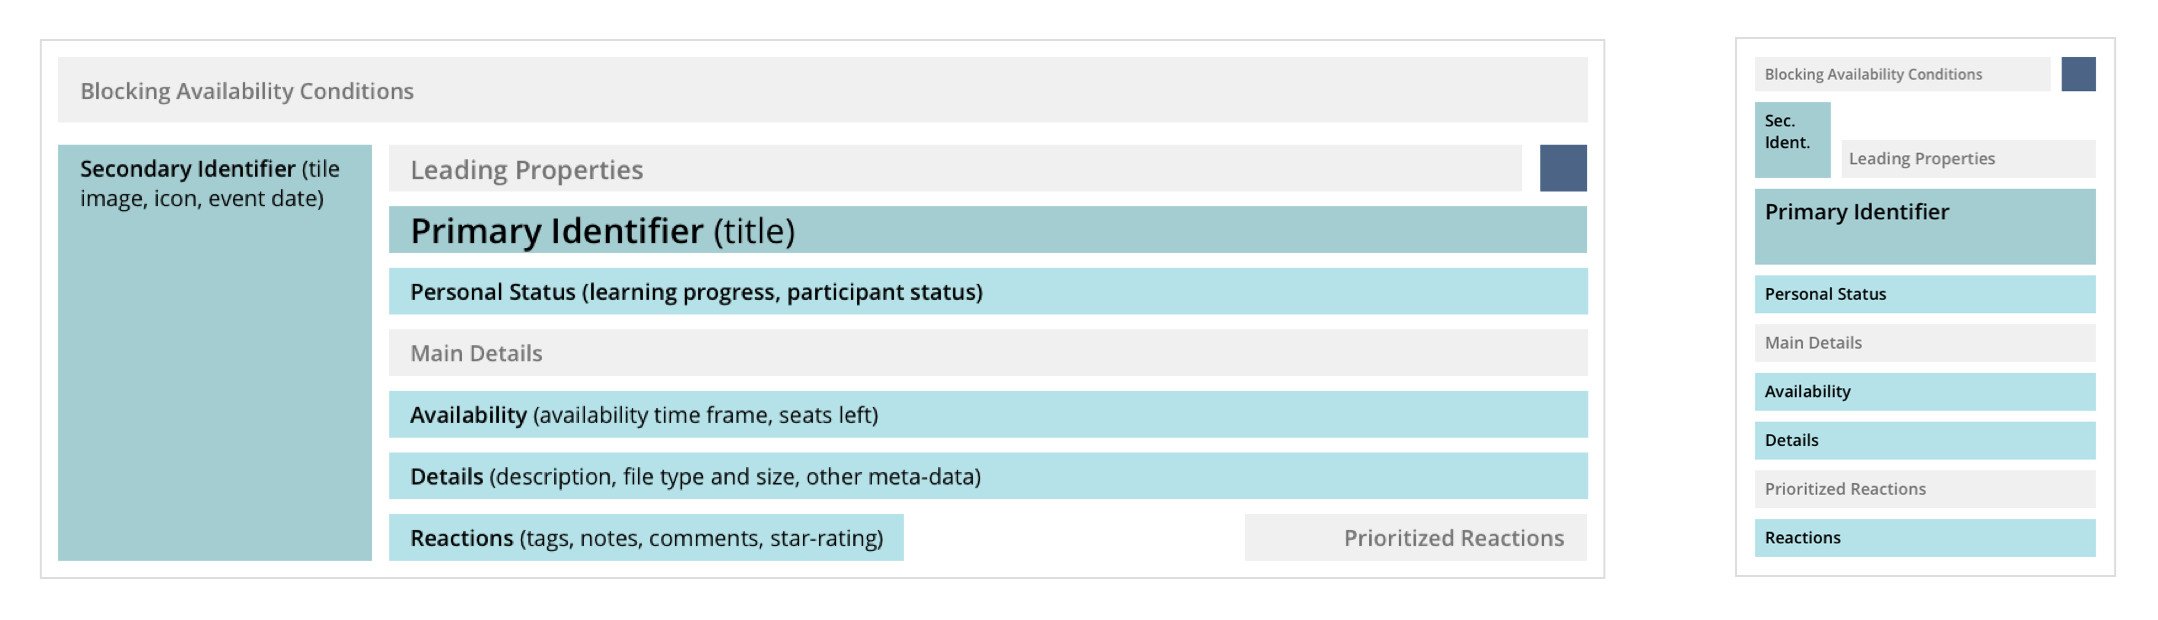 Blocking Availability Conditions
Secondary Identifier (tile
image, icon, event date)
Leading Properties
Primary Identifier (title)
Personal Status (learning progress, participant status)
Main Details
Availability (availability time frame, seats left)
Details (description, file type and size, other meta-data)
Reactions (tags, notes, comments, star-rating)
Prioritized Reactions
Blocking Availability Conditions
Sec.
Ident.
Leading Properties
Primary Identifier
Personal Status
Main Details
Availability
Details
Prioritized Reactions
Reactions